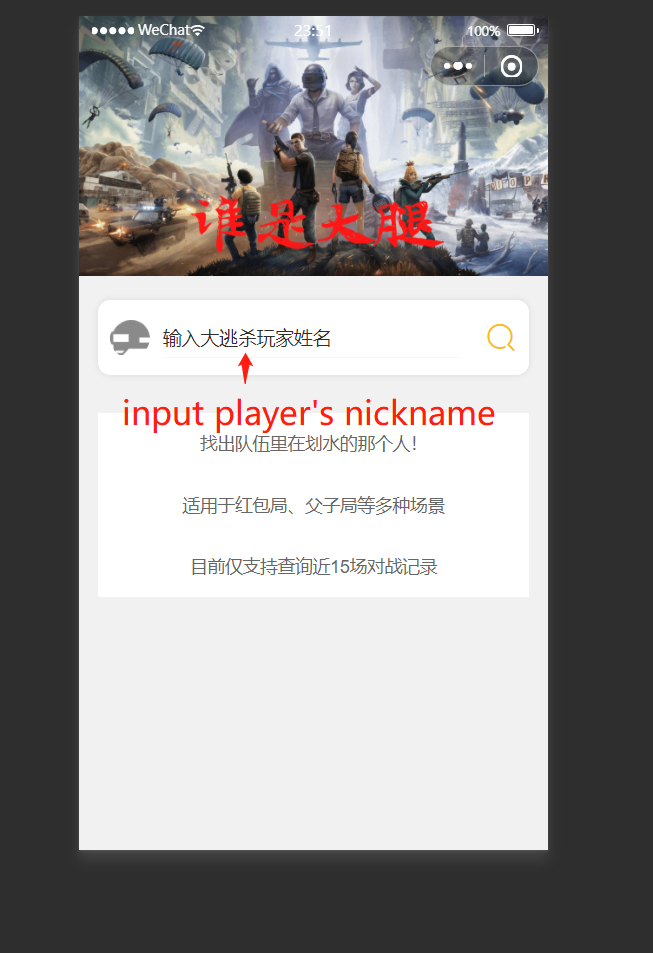 WeChat 23:51 100%
谁是大腿
输入大逃杀玩家姓名
input player's nickname
找出队伍里在划水的那个人！
适用于红包局、父子局等多种场景
目前仅支持查询近15场对战记录